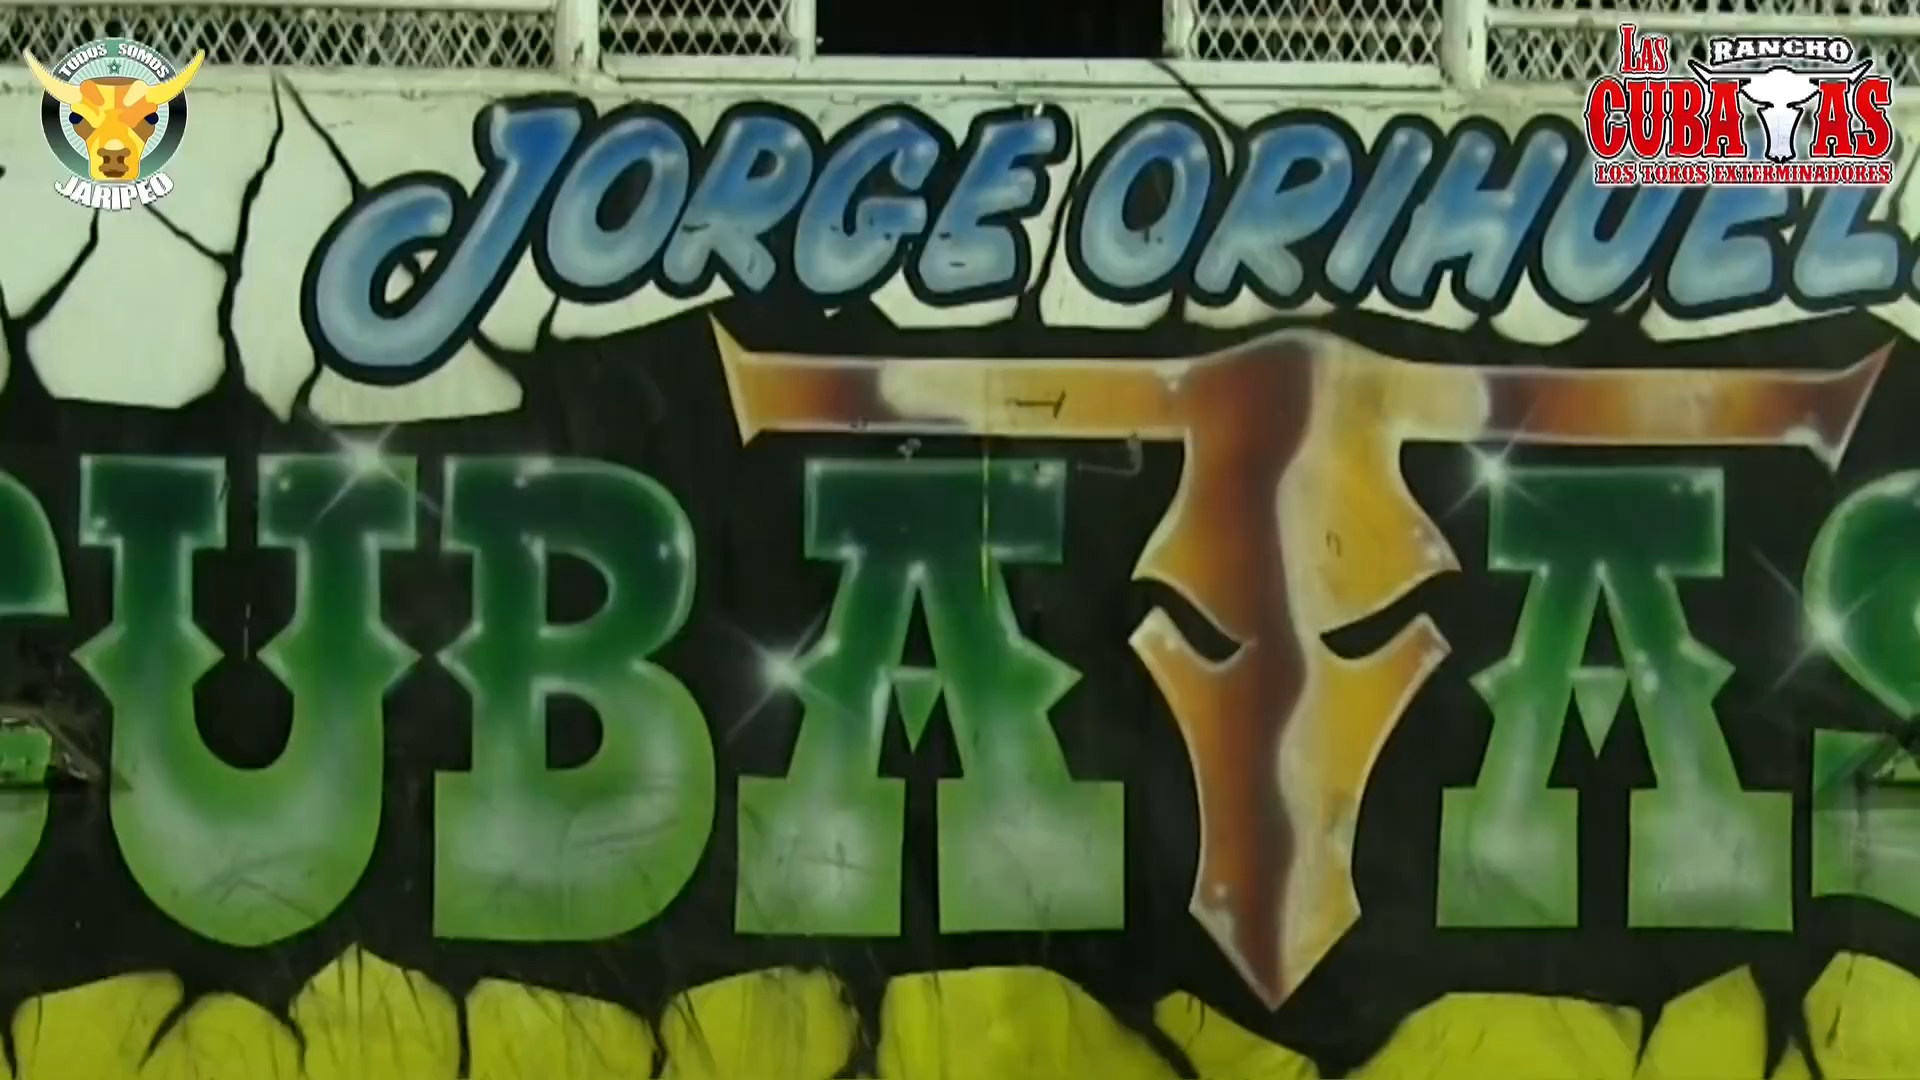 TODOS SOMOS
JARIPEO
LAS
RANCHO
CUBATAS
LOS TOROS EXTERMINADORES
JORGE ORIHUEL
CUBATAS